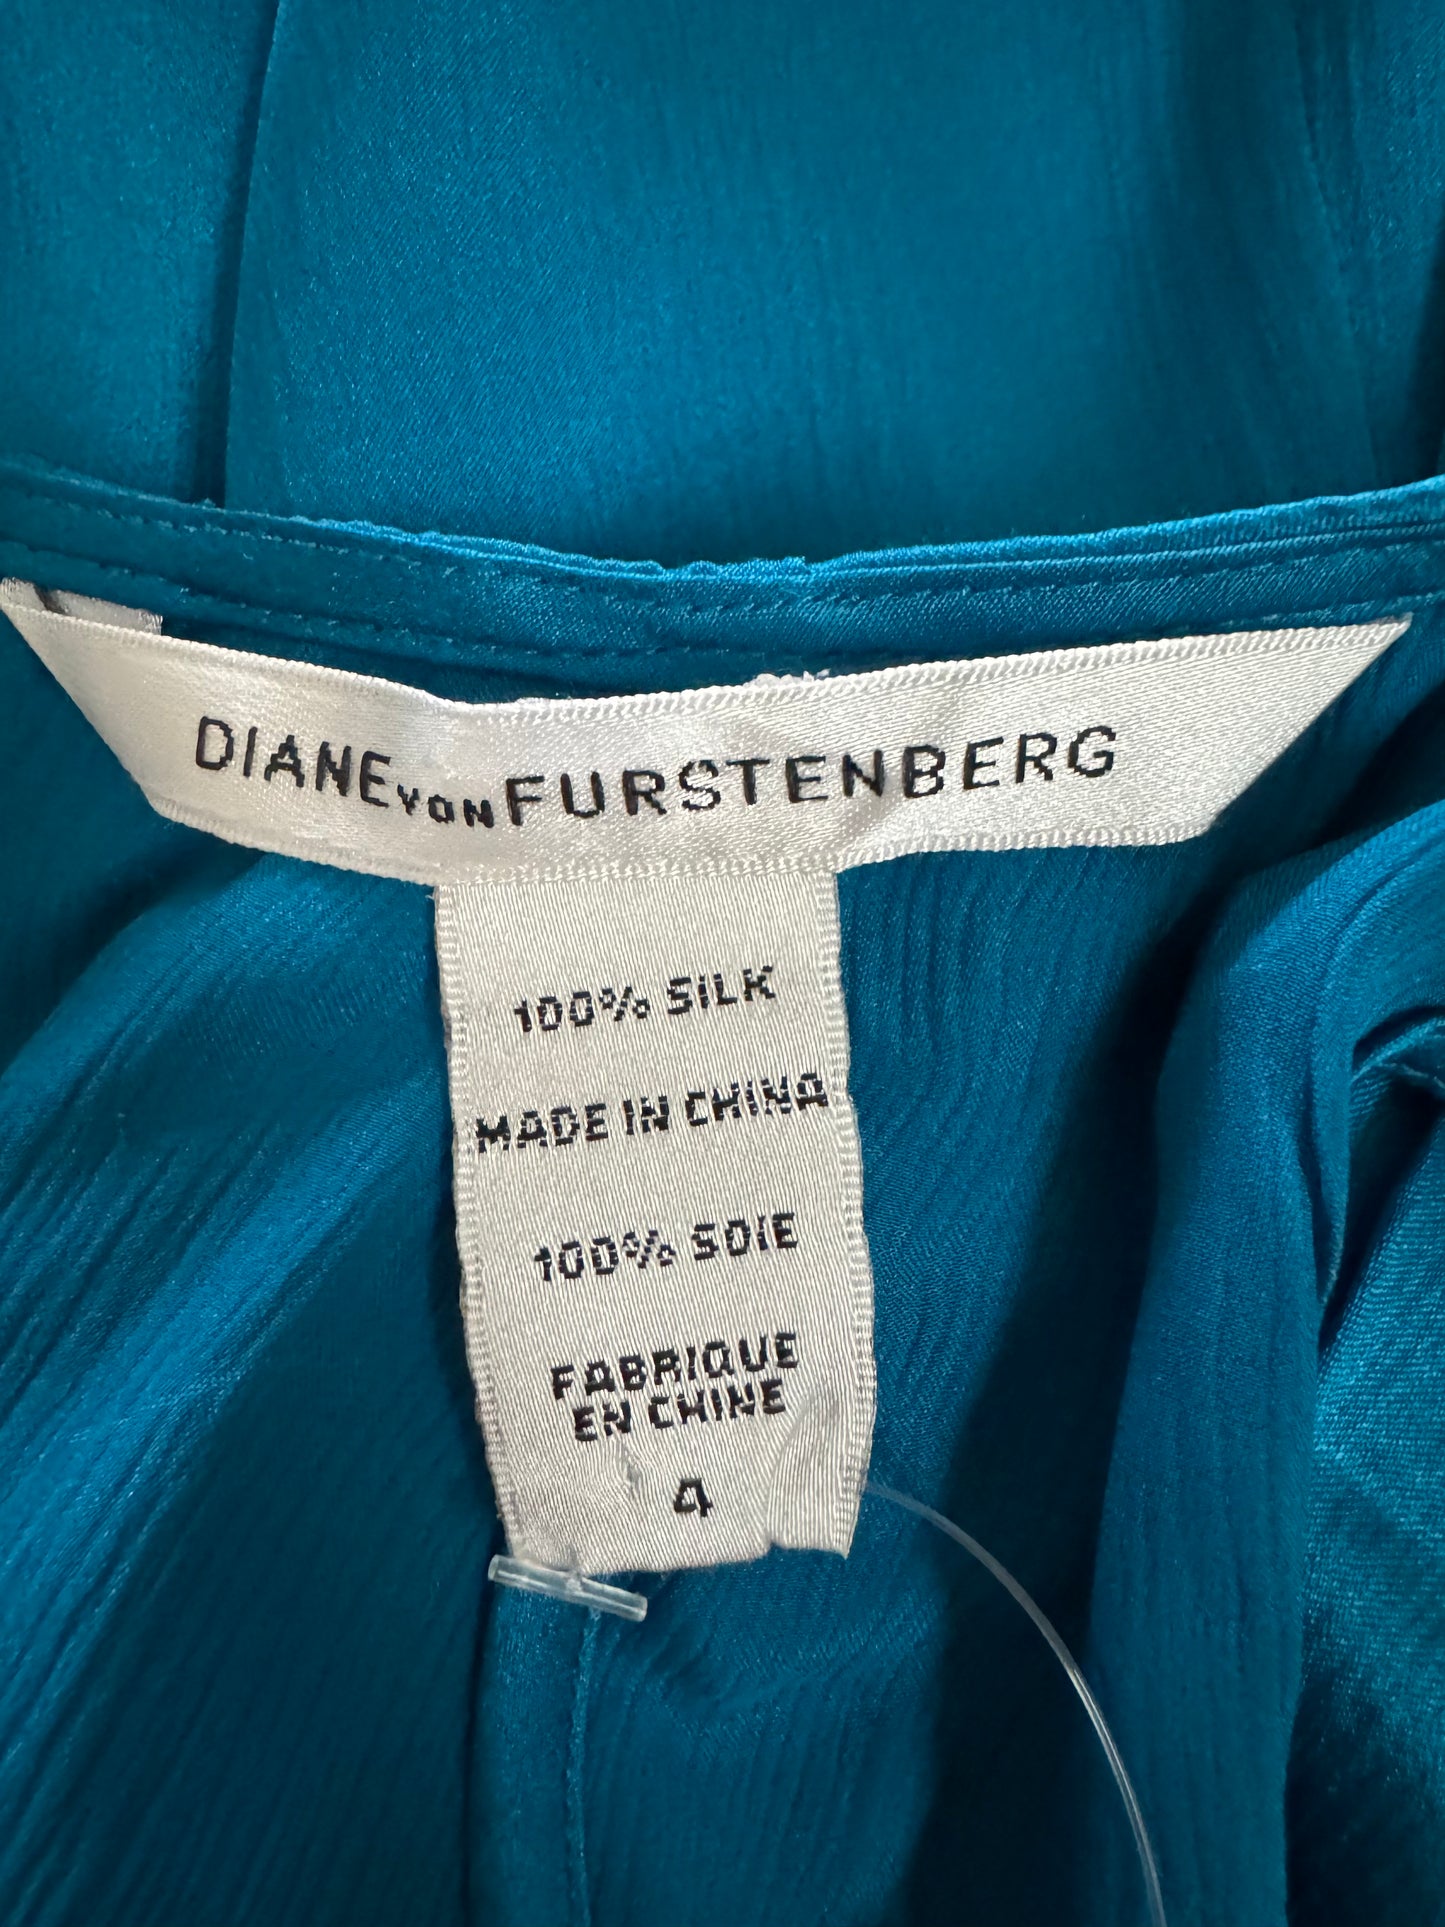 DIANE VON FURSTENBERG
100% SILK
MADE IN CHINA
100% SOIE
FABRIQUE
EN CHINE
4